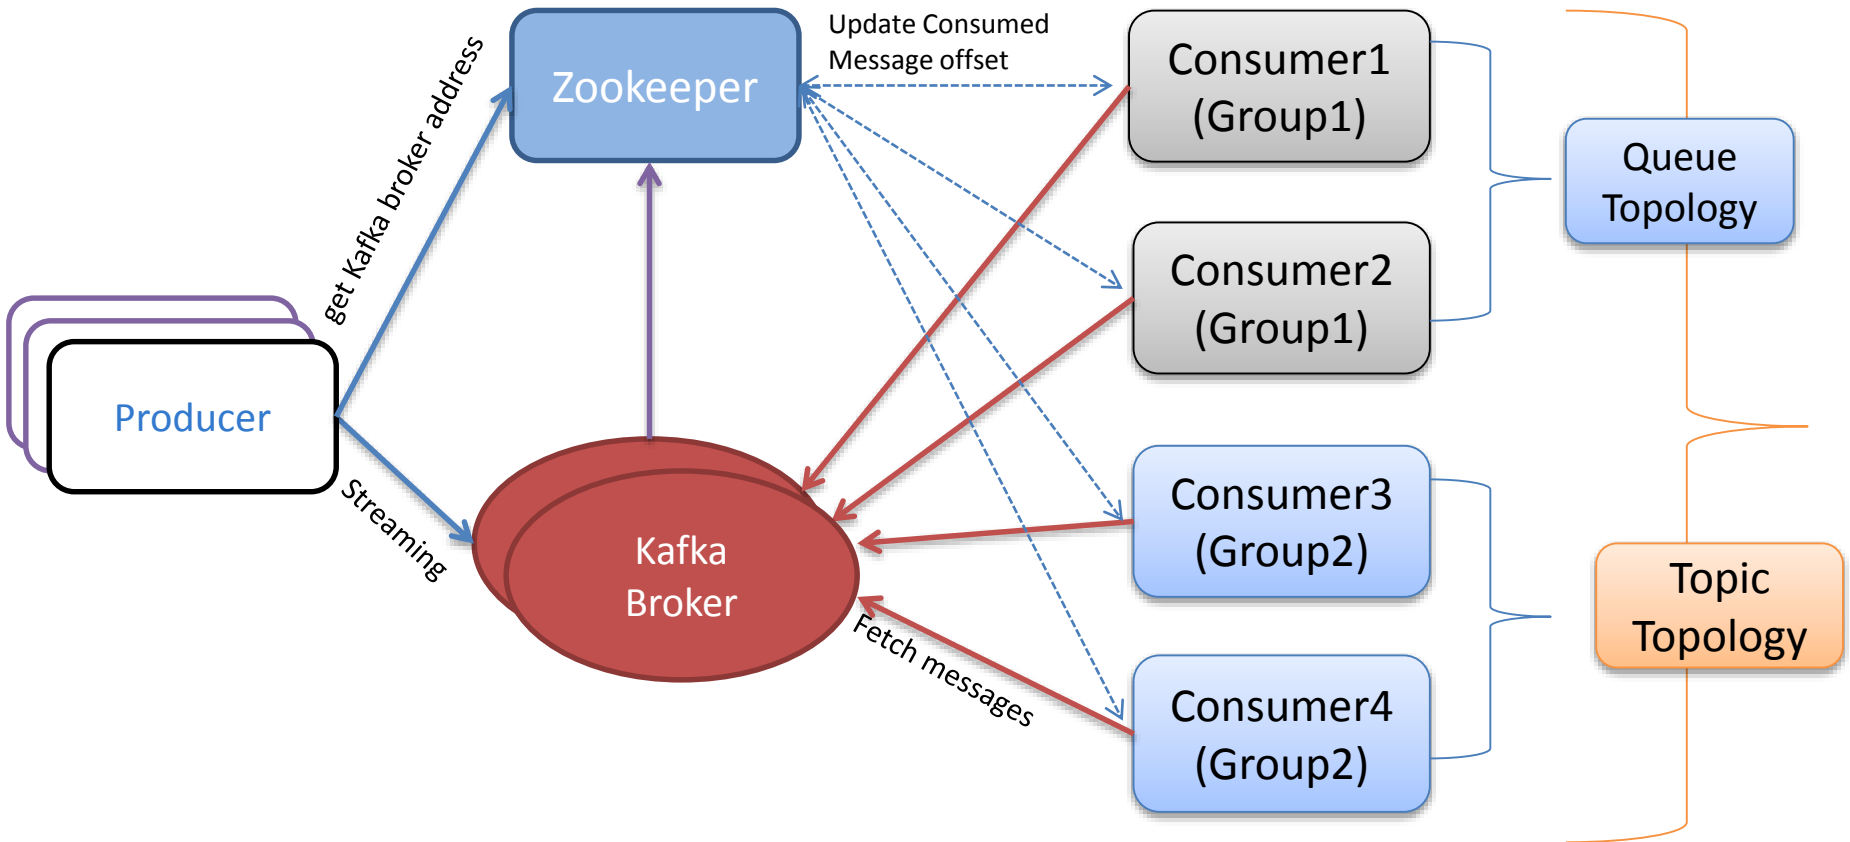 Update Consumed
Message offset
Zookeeper
get Kafka broker address
Producer
Streaming
Kafka
Broker
Fetch messages
Consumer1
(Group1)
Consumer2
(Group1)
Consumer3
(Group2)
Consumer4
(Group2)
Queue
Topology
Topic
Topology